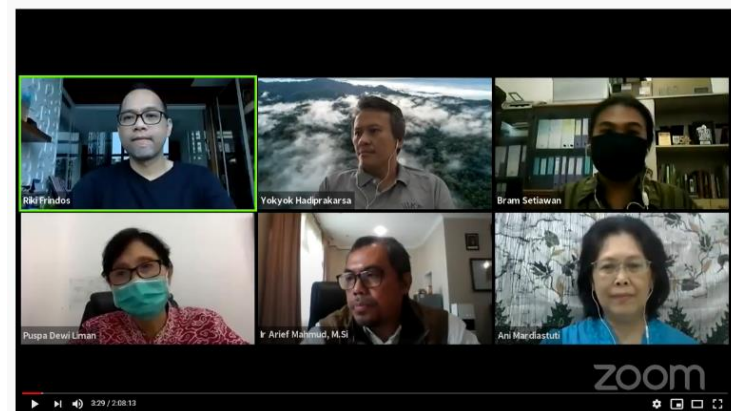 Riki Frindos
Yokyok Hadiprakarsa
Bram Setiawan
Puspa Dewi Liman
Ir Arief Mahmud, M.Si
Ani Mardiastuti
zoom
3:29 / 2:08:13